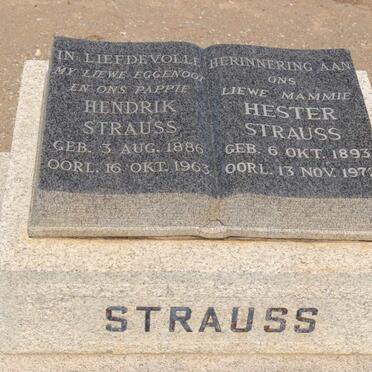 IN LIEFDEVOLLE
MY LIEWE EGGENOOT
EN ONS PAPPIE
HENDRIK
STRAUSS
GEB. 3 AUG. 1886
OORL. 16 OKT. 1963
HERINNERING AAN
ONS
LIEWE MAMMIE
HESTER
STRAUSS
GEB. 6 OKT. 1893
OORL. 13 NOV.
STRAUSS